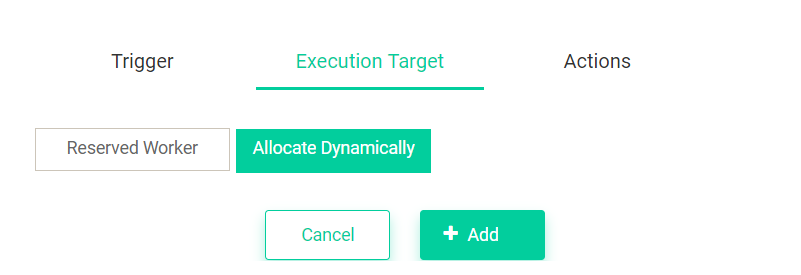 Trigger Execution Target Actions
Reserved Worker Allocate Dynamically
Cancel Add